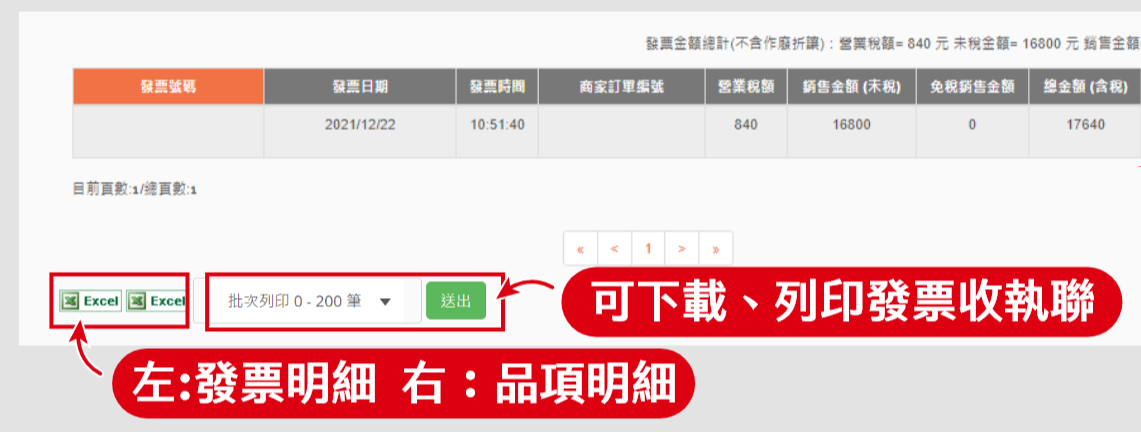 發票金額總計(不含作廢折讓)：營業稅額= 840 元 未稅金額= 16800 元 銷售金額
發票號碼 發票日期 發票時間 商家訂單編號 營業稅額 銷售金額 (未稅) 免稅銷售金額 總金額 (含稅)
2021/12/22 10:51:40 840 16800 0 17640
目前頁數:1/總頁數:1
« < 1 > »
Excel Excel 批次列印 0 - 200 筆 ▼ 送出 可下載、列印發票收執聯
左:發票明細 右：品項明細